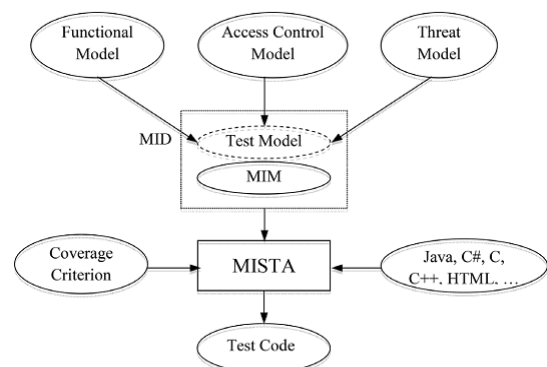 Functional
Model
Access Control
Model
Threat
Model
MID
Test Model
MIM
Coverage
Criterion
MISTA
Java, C#, C,
C++, HTML, …
Test Code